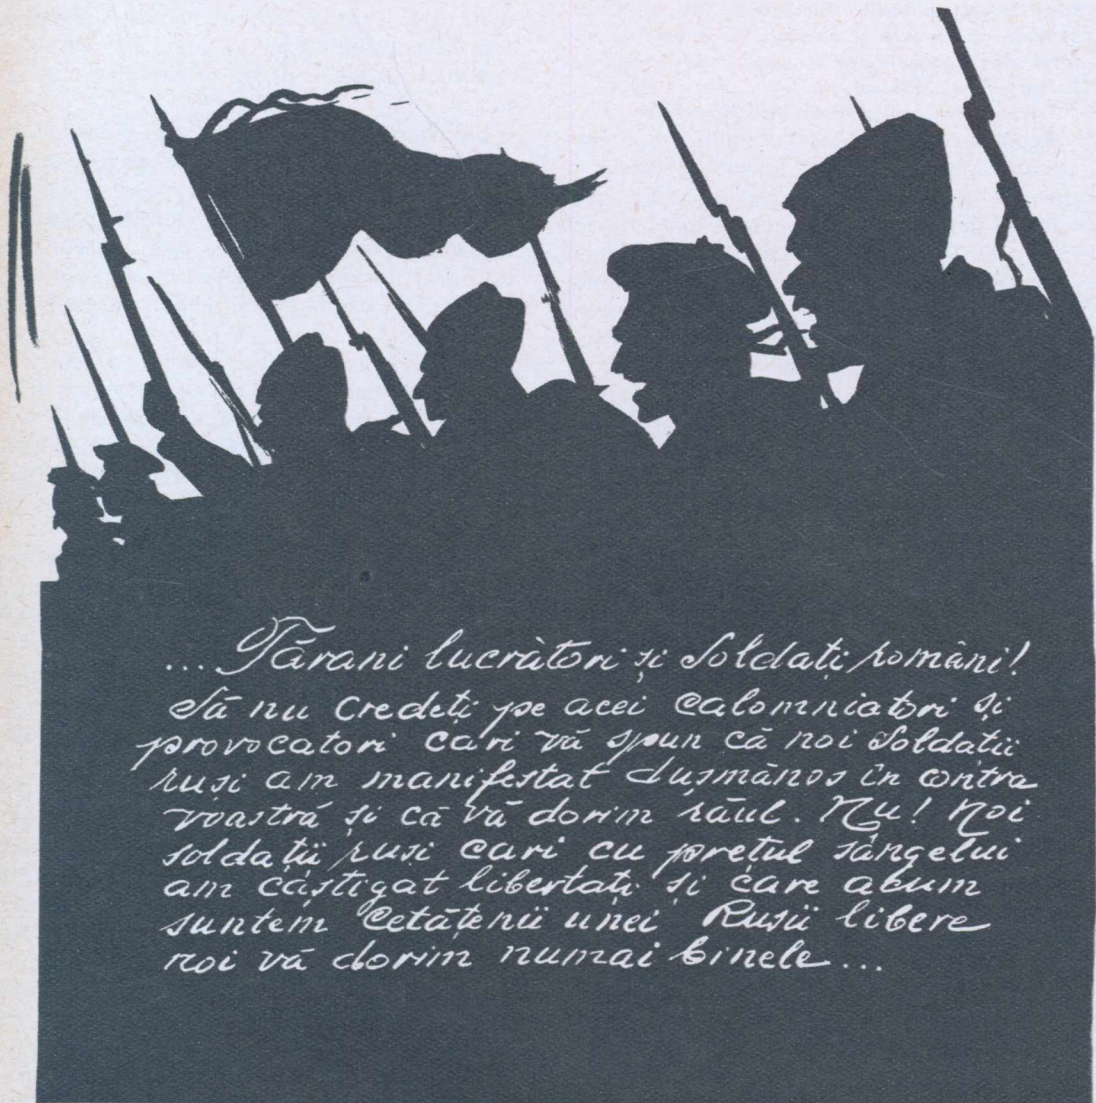 ... Țărani lucrători și soldați români!
Să nu credeți pe acei calomniatori și
provocatori cari vă spun că noi soldații
ruși am manifestat dușmănos în contra
voastră și că vă dorim răul. Nu! Noi
soldații ruși cari cu prețul sângelui
am câștigat libertăți și care acum
suntem cetățenii unei Rusii libere
noi vă dorim numai binele...